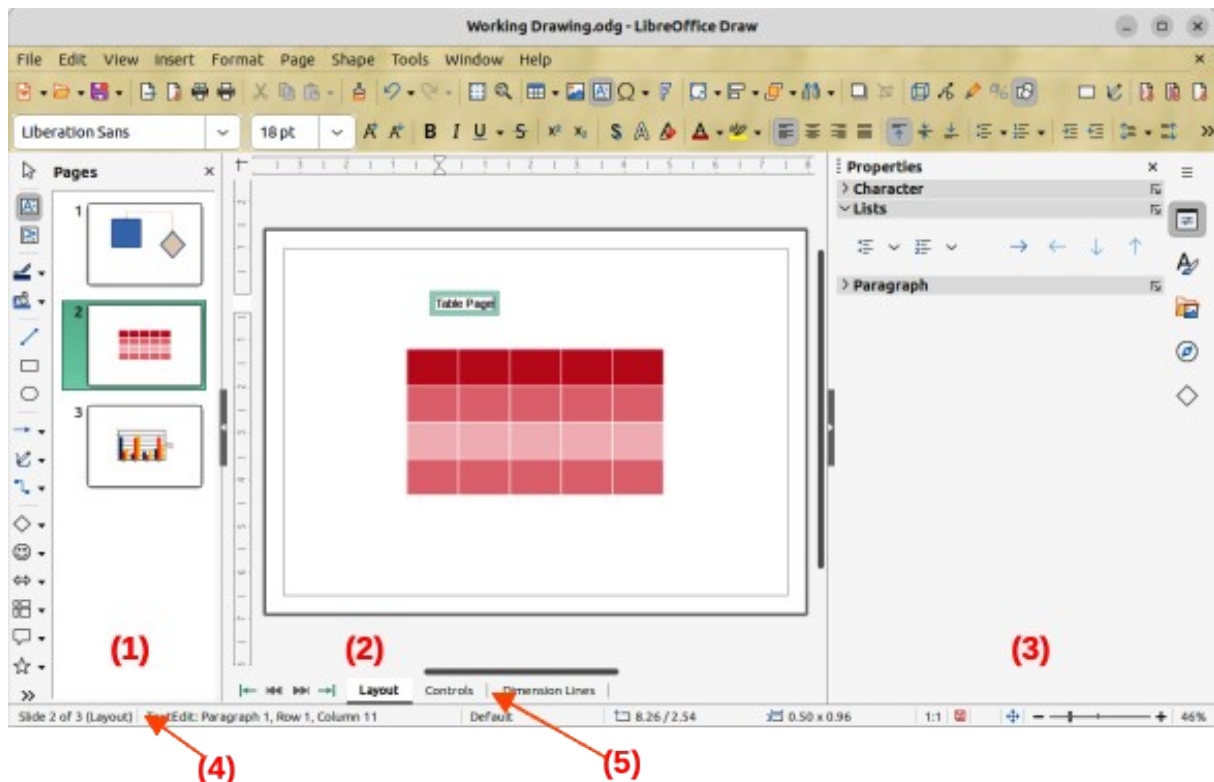 Working Drawing.odg - LibreOffice Draw
File Edit View Insert Format Page Shape Tools Window Help
Liberation Sans 18 pt
Pages
Properties
Character
Lists
Paragraph
1
2
3
Table Page
(1) (2) (3)
Layout Controls Dimension Lines
Slide 2 of 3 (Layout) TextEdit: Paragraph 1, Row 1, Column 11 Default 8.26 / 2.54 0.50 x 0.96 1:1 46%
(4) (5)